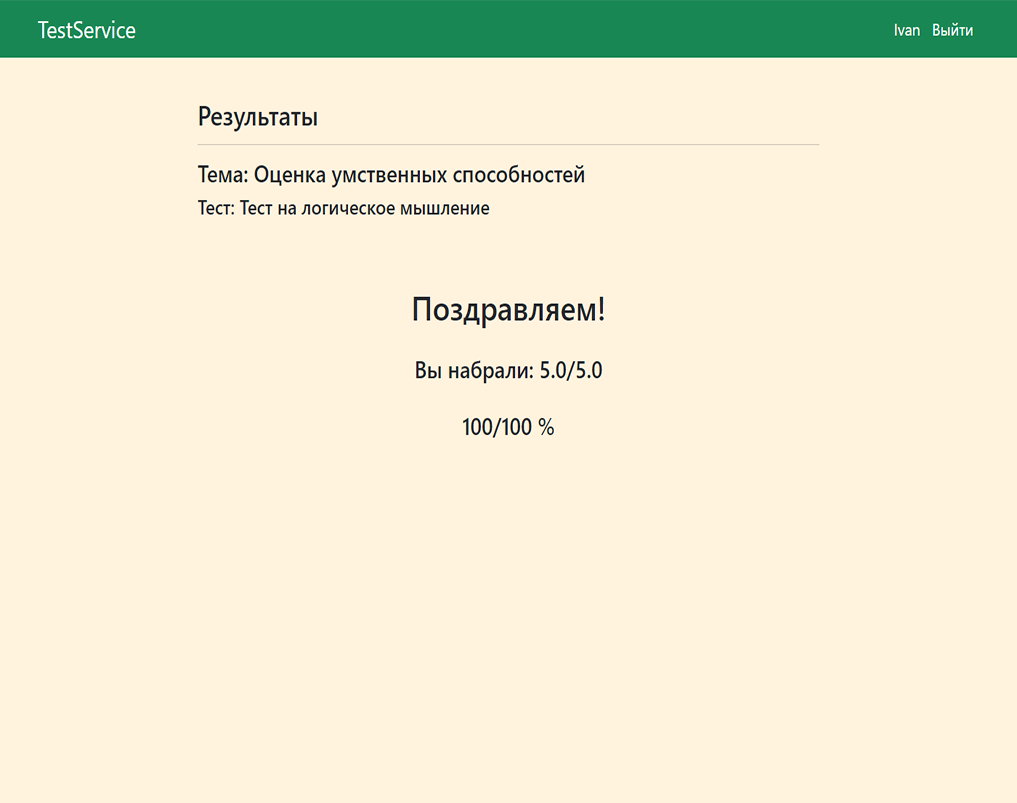 TestService
Ivan Выйти
Результаты
Тема: Оценка умственных способностей
Тест: Тест на логическое мышление
Поздравляем!
Вы набрали: 5.0/5.0
100/100 %